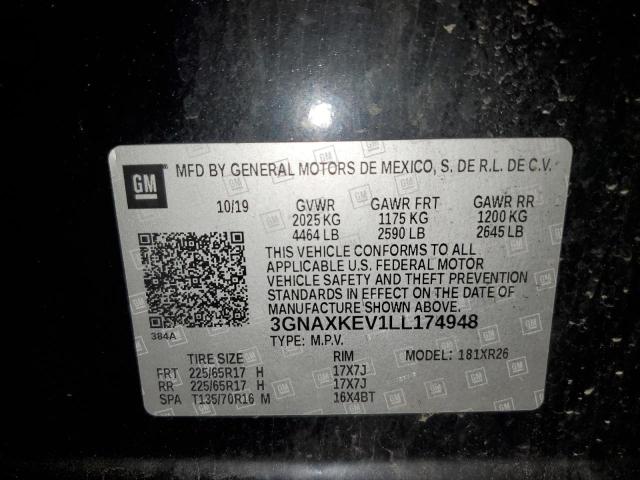 GM
MFD BY GENERAL MOTORS DE MEXICO, S. DE R.L. DE C.V.
10/19 GVWR GAWR FRT GAWR RR
2025 KG 1175 KG 1200 KG
4464 LB 2590 LB 2645 LB
THIS VEHICLE CONFORMS TO ALL
APPLICABLE U.S. FEDERAL MOTOR
VEHICLE SAFETY AND THEFT PREVENTION
STANDARDS IN EFFECT ON THE DATE OF
MANUFACTURE SHOWN ABOVE.
3GNAXKEV1LL174948
384A
TYPE: M.P.V.
TIRE SIZE RIM MODEL: 181XR26
FRT 225/65R17 H 17X7J
RR 225/65R17 H 17X7J
SPA T135/70R16 M 16X4BT